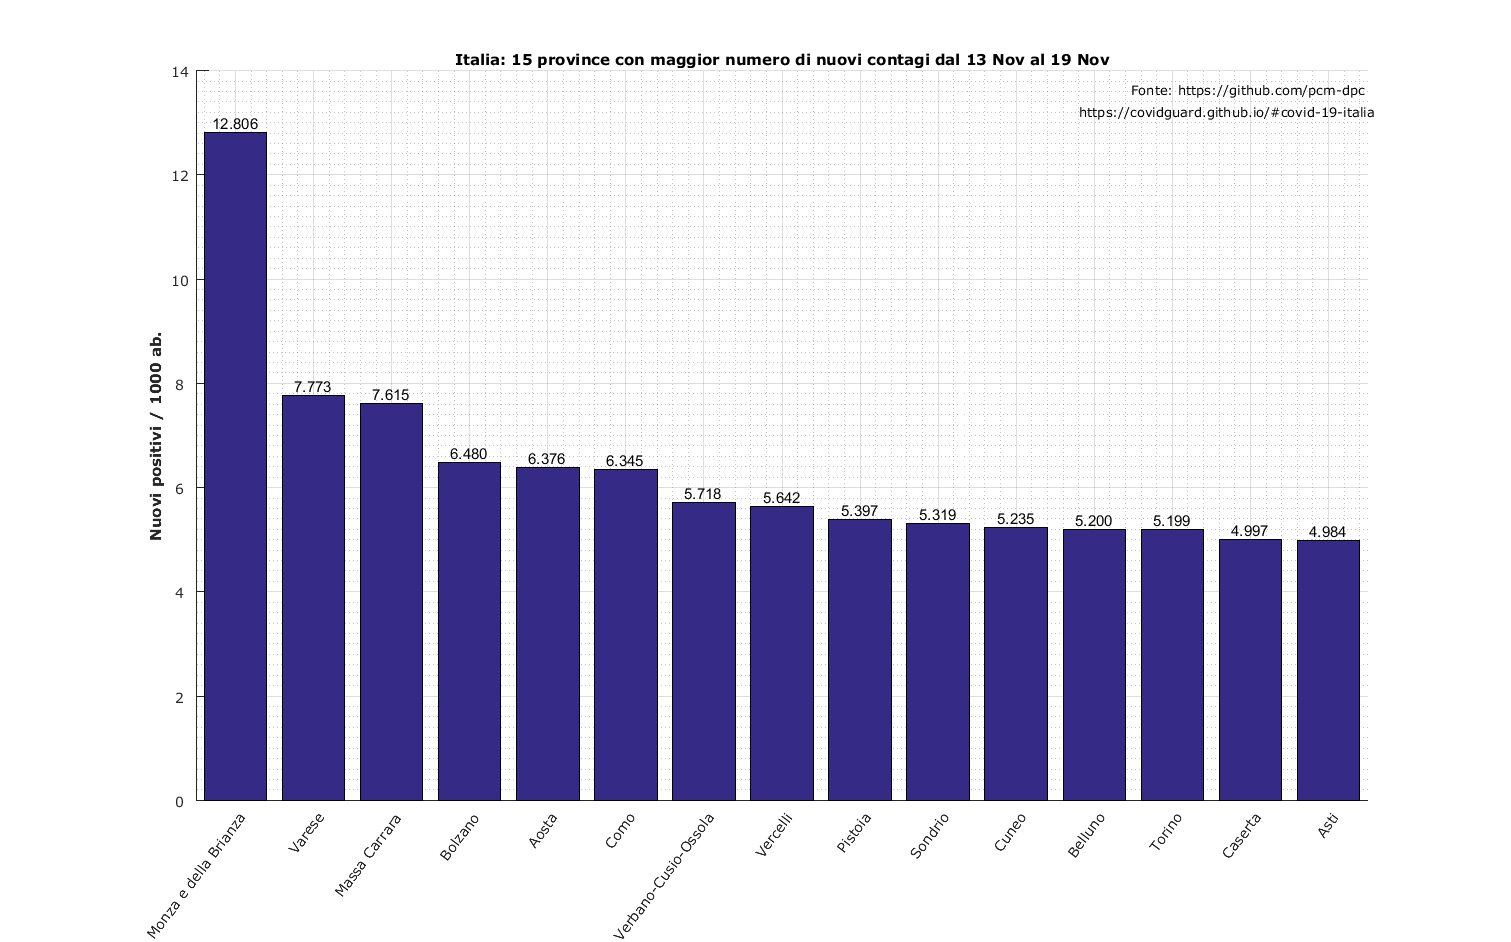 Italia: 15 province con maggior numero di nuovi contagi dal 13 Nov al 19 Nov
Fonte: https://github.com/pcm-dpc
https://covidguard.github.io/#covid-19-italia
Nuovi positivi / 1000 ab.
14
12
10
8
6
4
2
0
12.806
7.773
7.615
6.480
6.376
6.345
5.718
5.642
5.397
5.319
5.235
5.200
5.199
4.997
4.984
Monza e della Brianza
Varese
Massa Carrara
Bolzano
Aosta
Como
Verbano-Cusio-Ossola
Vercelli
Pistoia
Sondrio
Cuneo
Belluno
Torino
Caserta
Asti